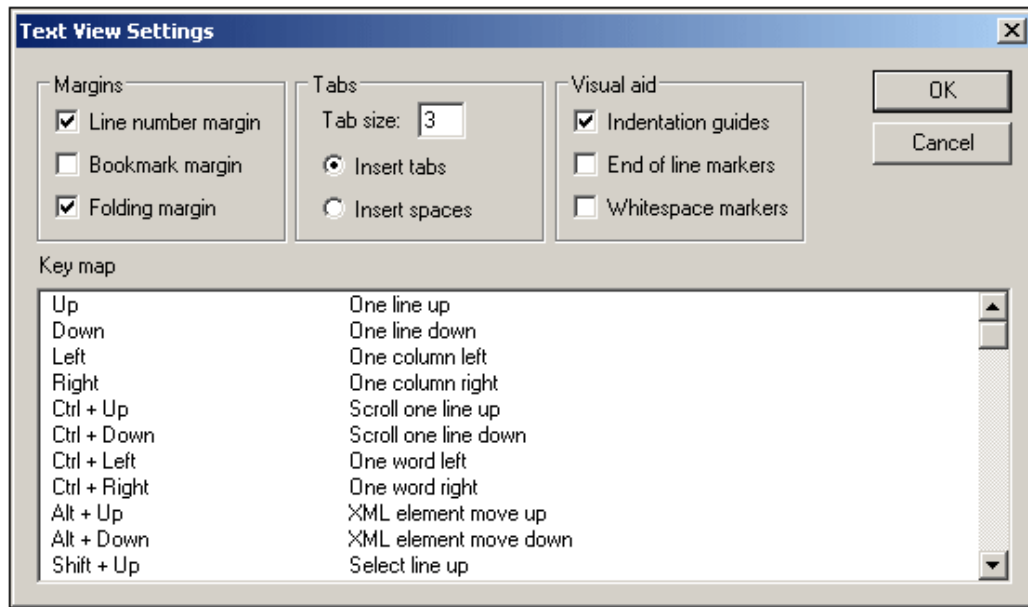 Text View Settings
Margins
Line number margin
Bookmark margin
Folding margin
Tabs
Tab size: 3
Insert tabs
Insert spaces
Visual aid
Indentation guides
End of line markers
Whitespace markers
OK
Cancel
Key map
Up One line up
Down One line down
Left One column left
Right One column right
Ctrl + Up Scroll one line up
Ctrl + Down Scroll one line down
Ctrl + Left One word left
Ctrl + Right One word right
Alt + Up XML element move up
Alt + Down XML element move down
Shift + Up Select line up